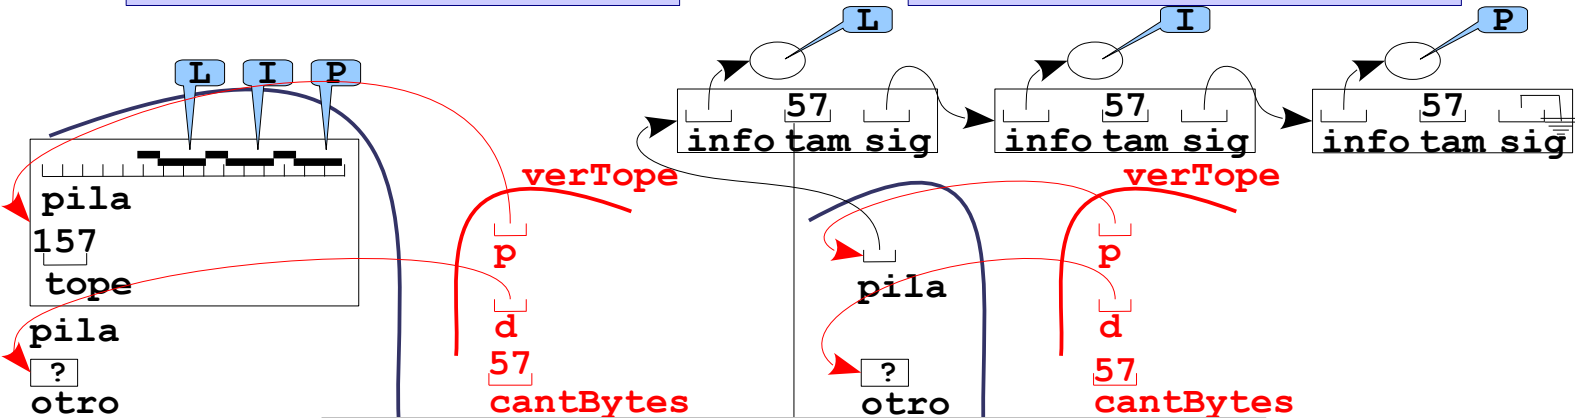 L I P
pila
157
tope
pila
?
otro
verTope
p
d
57
cantBytes
L I P
57 57 57
info tam sig info tam sig info tam sig
pila
?
otro
verTope
p
d
57
cantBytes